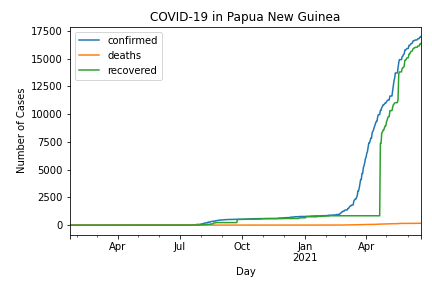 COVID-19 in Papua New Guinea
17500
15000
12500
10000
7500
5000
2500
0
Number of Cases
confirmed
deaths
recovered
Apr
Jul
Oct
Jan
2021
Apr
Day